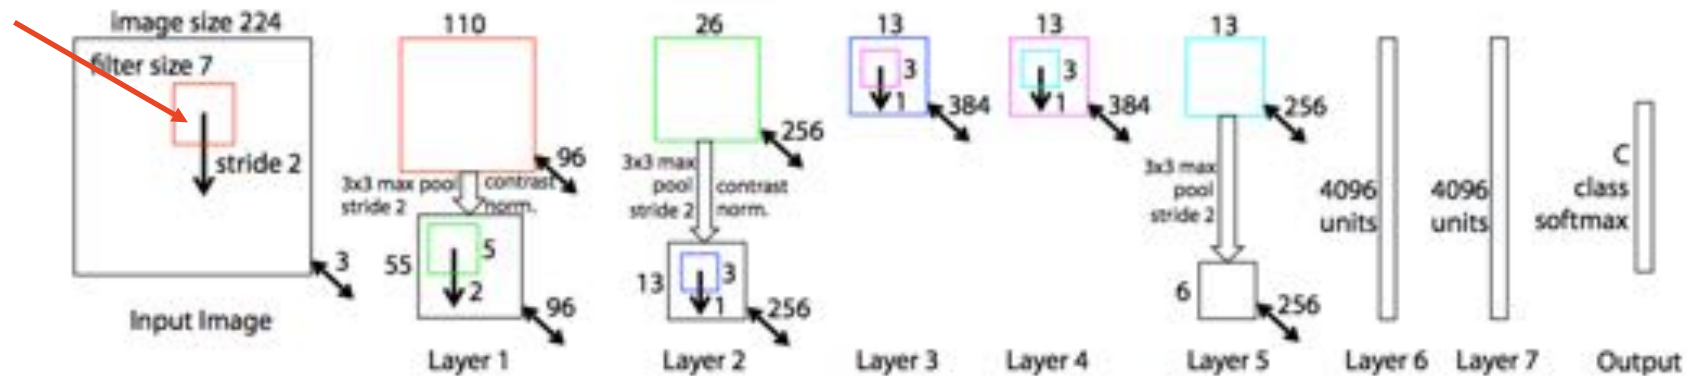 image size 224
filter size 7
stride 2
3
Input Image
110
96
3x3 max pool
stride 2
contrast
norm.
55
5
2
96
Layer 1
26
256
3x3 max
pool
stride 2
contrast
norm.
13
3
1
256
Layer 2
13
3
1
384
Layer 3
13
3
1
384
Layer 4
13
256
3x3 max
pool
stride 2
6
256
Layer 5
4096
units
Layer 6
4096
units
Layer 7
C
class
softmax
Output